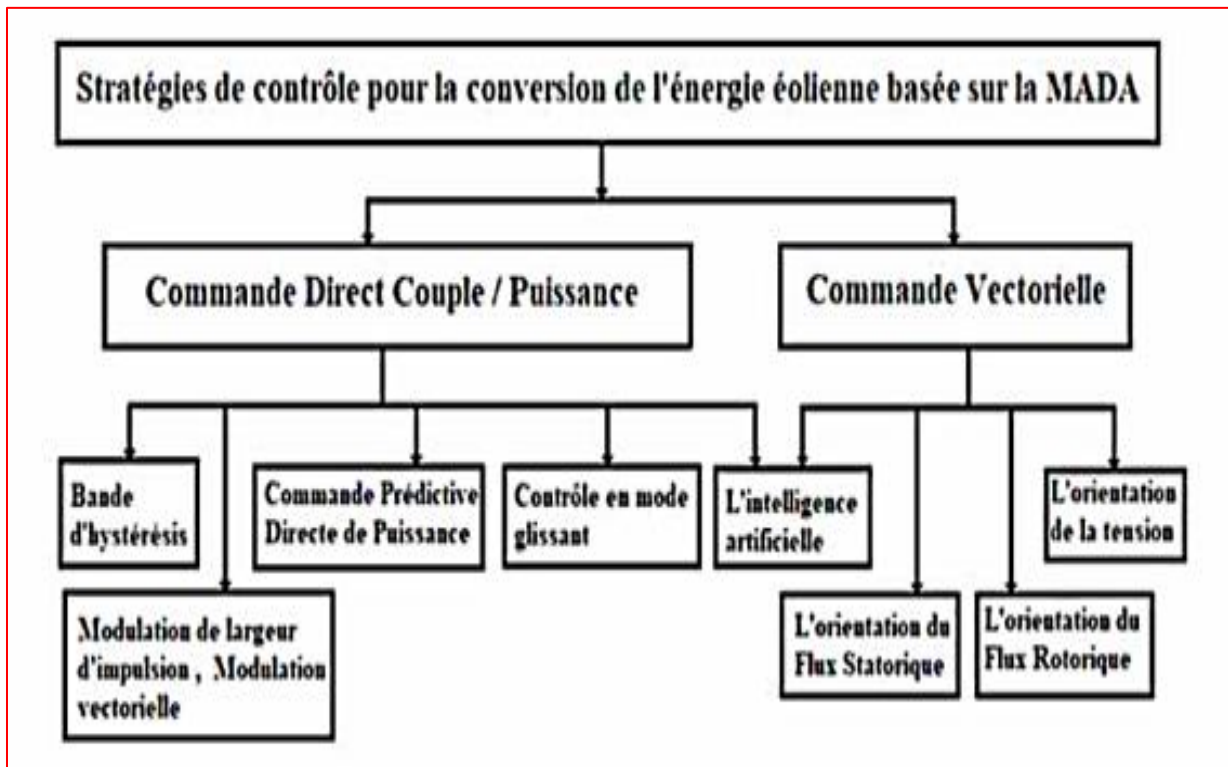 Stratégies de contrôle pour la conversion de l'énergie éolienne basée sur la MADA
Commande Direct Couple / Puissance
Commande Vectorielle
Bande
d'hystérésis
Commande Prédictive
Directe de Puissance
Contrôle en mode
glissant
L'intelligence
artificielle
L'orientation
de la tension
Modulation de largeur
d'impulsion , Modulation
vectorielle
L'orientation du
Flux Statorique
L'orientation du
Flux Rotorique